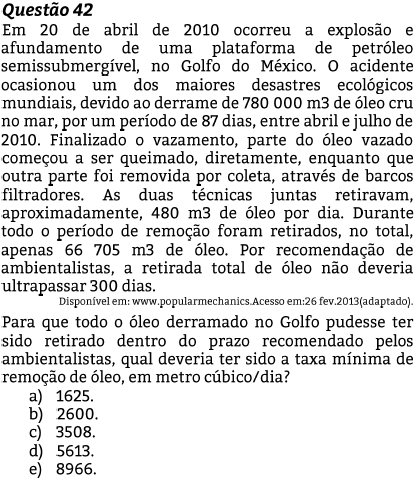 Questão 42
Em 20 de abril de 2010 ocorreu a explosão e
afundamento de uma plataforma de petróleo
semissubmergível, no Golfo do México. O acidente
ocasionou um dos maiores desastres ecológicos
mundiais, devido ao derrame de 780 000 m3 de óleo cru
no mar, por um período de 87 dias, entre abril e julho de
2010. Finalizado o vazamento, parte do óleo vazado
começou a ser queimado, diretamente, enquanto que
outra parte foi removida por coleta, através de barcos
filtradores. As duas técnicas juntas retiravam,
aproximadamente, 480 m3 de óleo por dia. Durante
todo o período de remoção foram retirados, no total,
apenas 66 705 m3 de óleo. Por recomendação de
ambientalistas, a retirada total de óleo não deveria
ultrapassar 300 dias.
Disponível em: www.popularmechanics.Acesso em:26 fev.2013(adaptado).
Para que todo o óleo derramado no Golfo pudesse ter
sido retirado dentro do prazo recomendado pelos
ambientalistas, qual deveria ter sido a taxa mínima de
remoção de óleo, em metro cúbico/dia?
a) 1625.
b) 2600.
c) 3508.
d) 5613.
e) 8966.